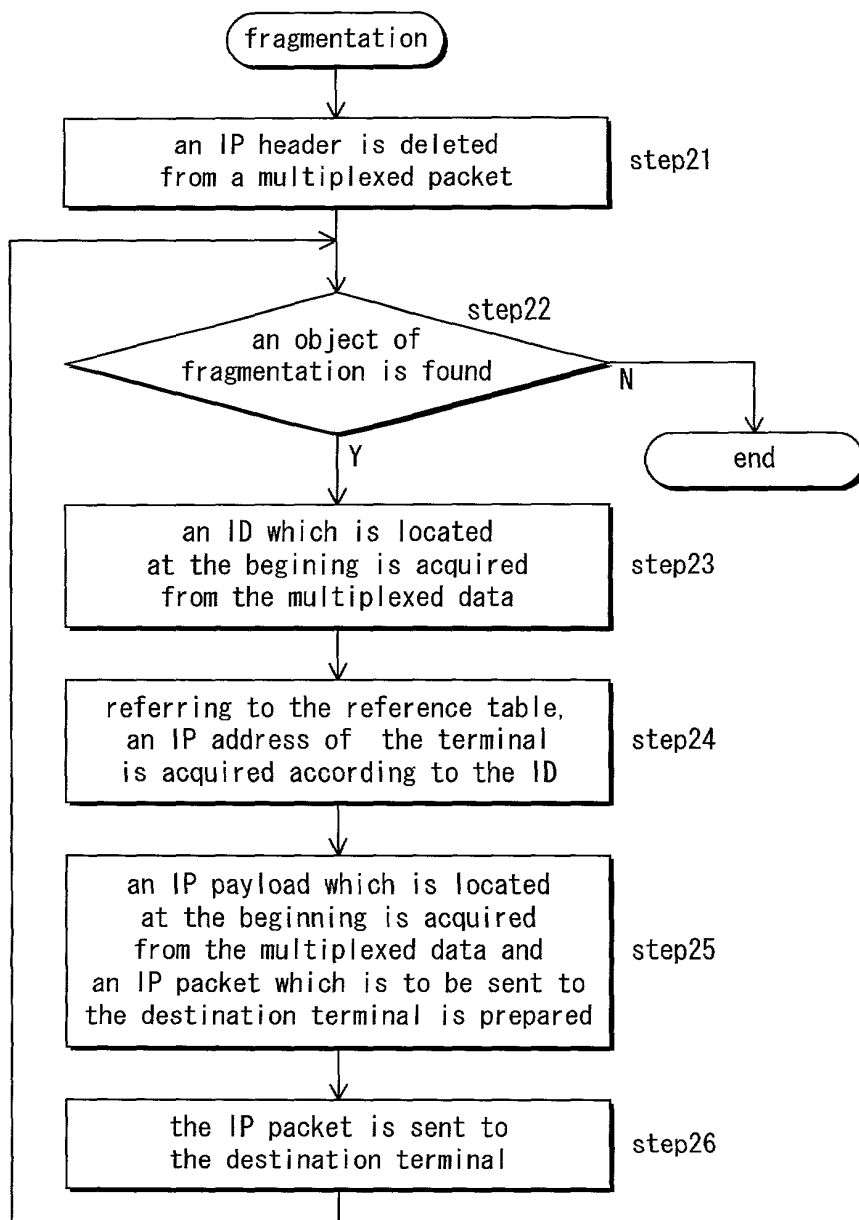 fragmentation
an IP header is deleted
from a multiplexed packet
step21
step22
an object of
fragmentation is found
N
Y
end
an ID which is located
at the begining is acquired
from the multiplexed data
step23
referring to the reference table,
an IP address of the terminal
is acquired according to the ID
step24
an IP payload which is located
at the beginning is acquired
from the multiplexed data and
an IP packet which is to be sent to
the destination terminal is prepared
step25
the IP packet is sent to
the destination terminal
step26